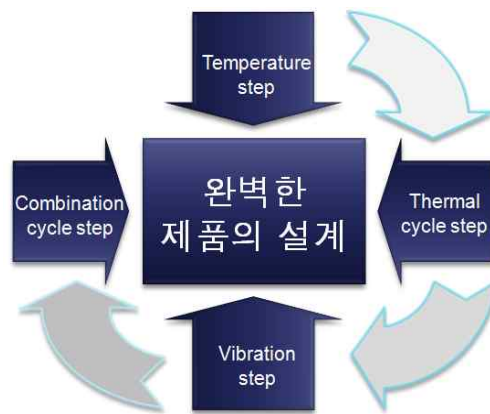 Temperature
step
Combination
cycle step
완벽한
제품의 설계
Thermal
cycle step
Vibration
step